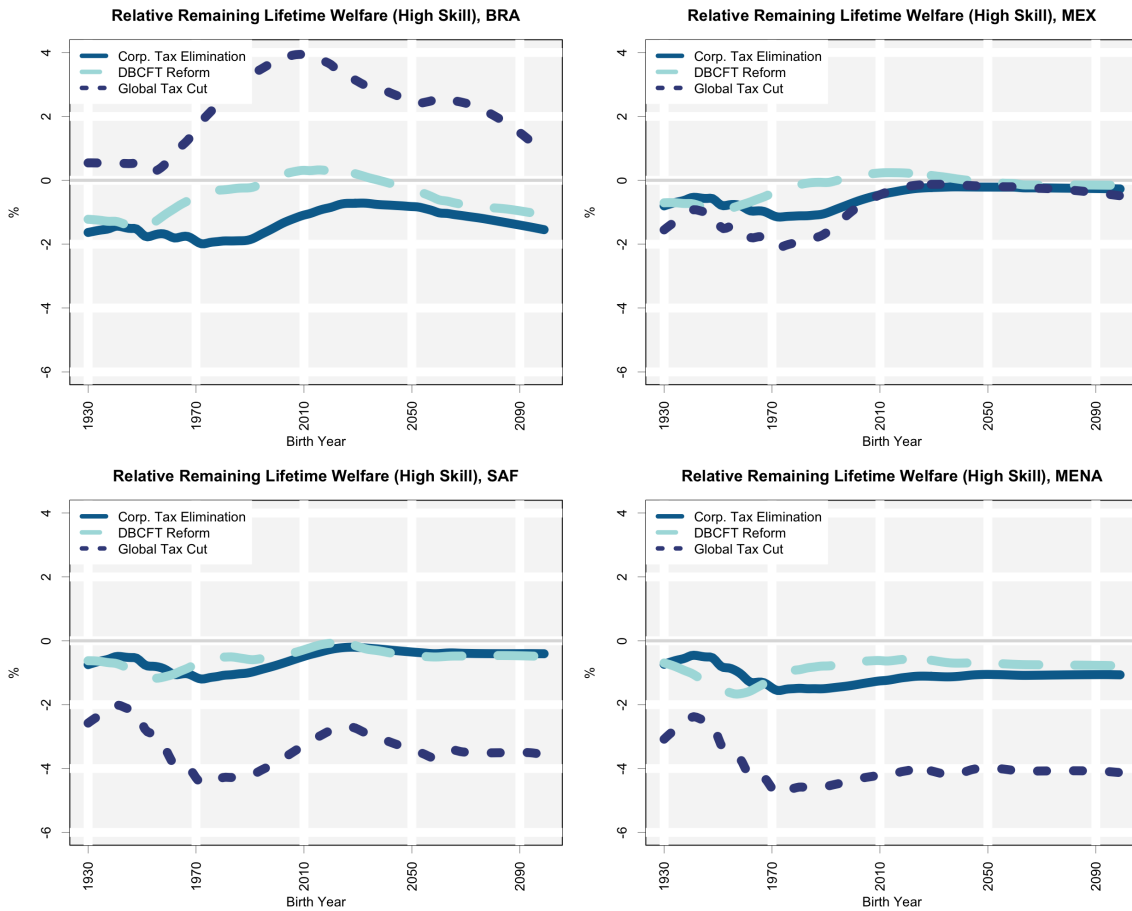 Relative Remaining Lifetime Welfare (High Skill), BRA
Corp. Tax Elimination
DBCFT Reform
Global Tax Cut
4
2
0
-2
-4
-6
%
1930
1970
2010
2050
2090
Birth Year
Relative Remaining Lifetime Welfare (High Skill), MEX
Corp. Tax Elimination
DBCFT Reform
Global Tax Cut
4
2
0
-2
-4
-6
%
1930
1970
2010
2050
2090
Birth Year
Relative Remaining Lifetime Welfare (High Skill), SAF
Corp. Tax Elimination
DBCFT Reform
Global Tax Cut
4
2
0
-2
-4
-6
%
1930
1970
2010
2050
2090
Birth Year
Relative Remaining Lifetime Welfare (High Skill), MENA
Corp. Tax Elimination
DBCFT Reform
Global Tax Cut
4
2
0
-2
-4
-6
%
1930
1970
2010
2050
2090
Birth Year